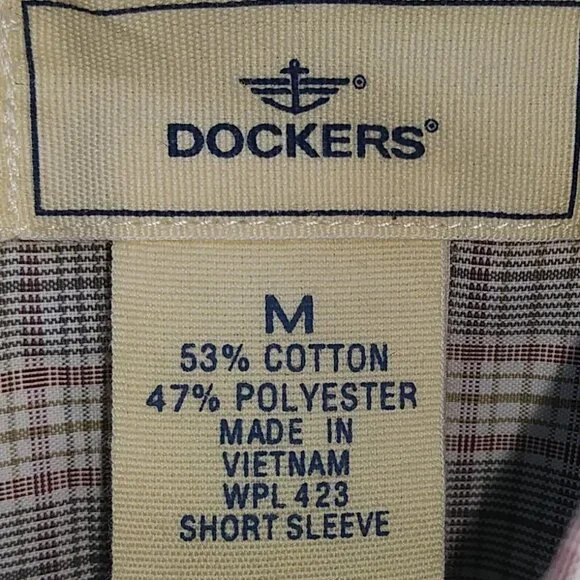 DOCKERS®
M
53% COTTON
47% POLYESTER
MADE IN
VIETNAM
WPL 423
SHORT SLEEVE